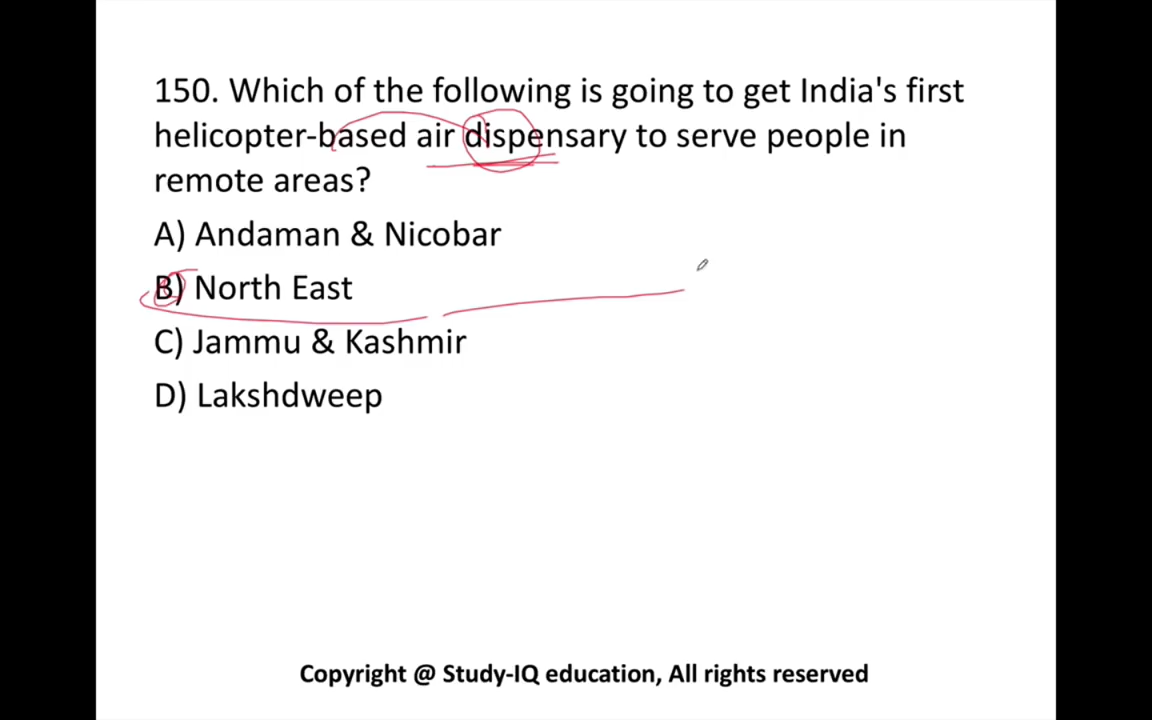 150. Which of the following is going to get India's first
helicopter-based air dispensary to serve people in
remote areas?
A) Andaman & Nicobar
B) North East
C) Jammu & Kashmir
D) Lakshdweep
Copyright @ Study-IQ education, All rights reserved